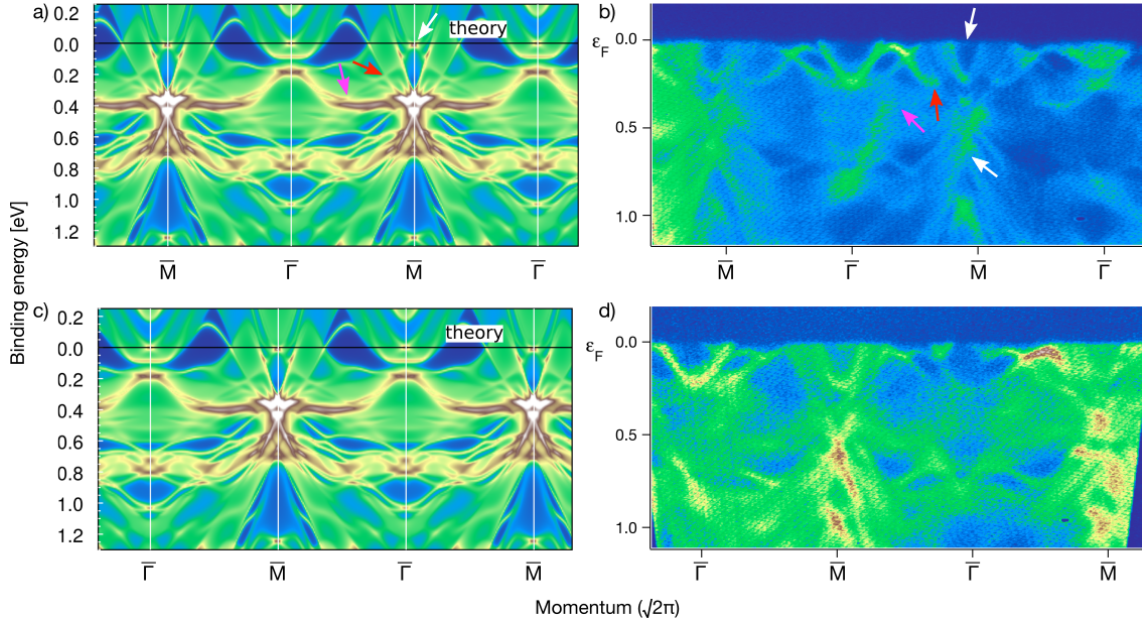 a)
theory
0.2
0.0
0.2
0.4
0.6
0.8
1.0
1.2
M̅ Γ̅ M̅ Γ̅
b)
0.0
εF
0.5
1.0
M̅ Γ̅ M̅ Γ̅
Binding energy [eV]
c)
theory
0.2
0.0
0.2
0.4
0.6
0.8
1.0
1.2
Γ̅ M̅ Γ̅ M̅
d)
0.0
εF
0.5
1.0
Γ̅ M̅ Γ̅ M̅
Momentum (√2π)